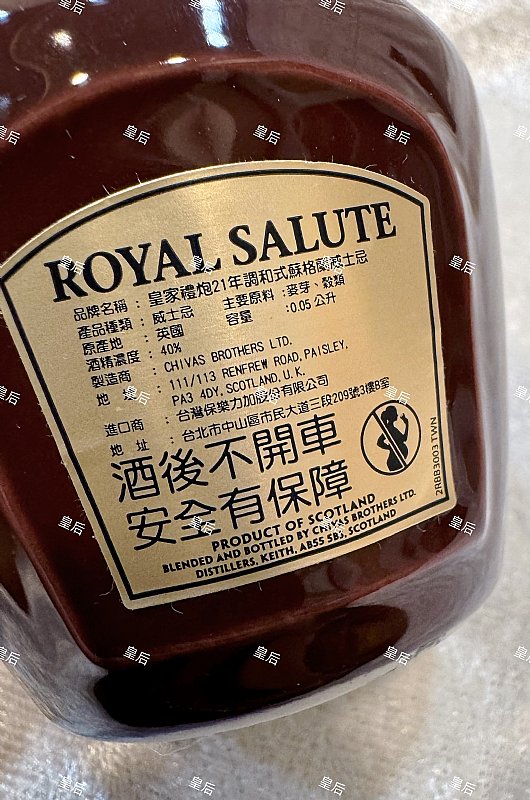 ROYAL SALUTE
品牌名稱 : 皇家禮炮21年調和式蘇格蘭威士忌
產品種類 : 威士忌 主要原料 :麥芽、穀類
原產地 : 英國 容量 :0.05 公升
酒精濃度 : 40%
製造商 : CHIVAS BROTHERS LTD.
地 址 : 111/113 RENFREW ROAD,PAISLEY,
PA3 4DY,SCOTLAND,U.K.
進口商 : 台灣保樂力加股份有限公司
地 址 : 台北市中山區市民大道三段209號3樓8室
酒後不開車
安全有保障
PRODUCT OF SCOTLAND
BLENDED AND BOTTLED BY CHIVAS BROTHERS LTD.
DISTILLERS, KEITH, AB55 5BS, SCOTLAND
2RBB3003 TWN
皇后